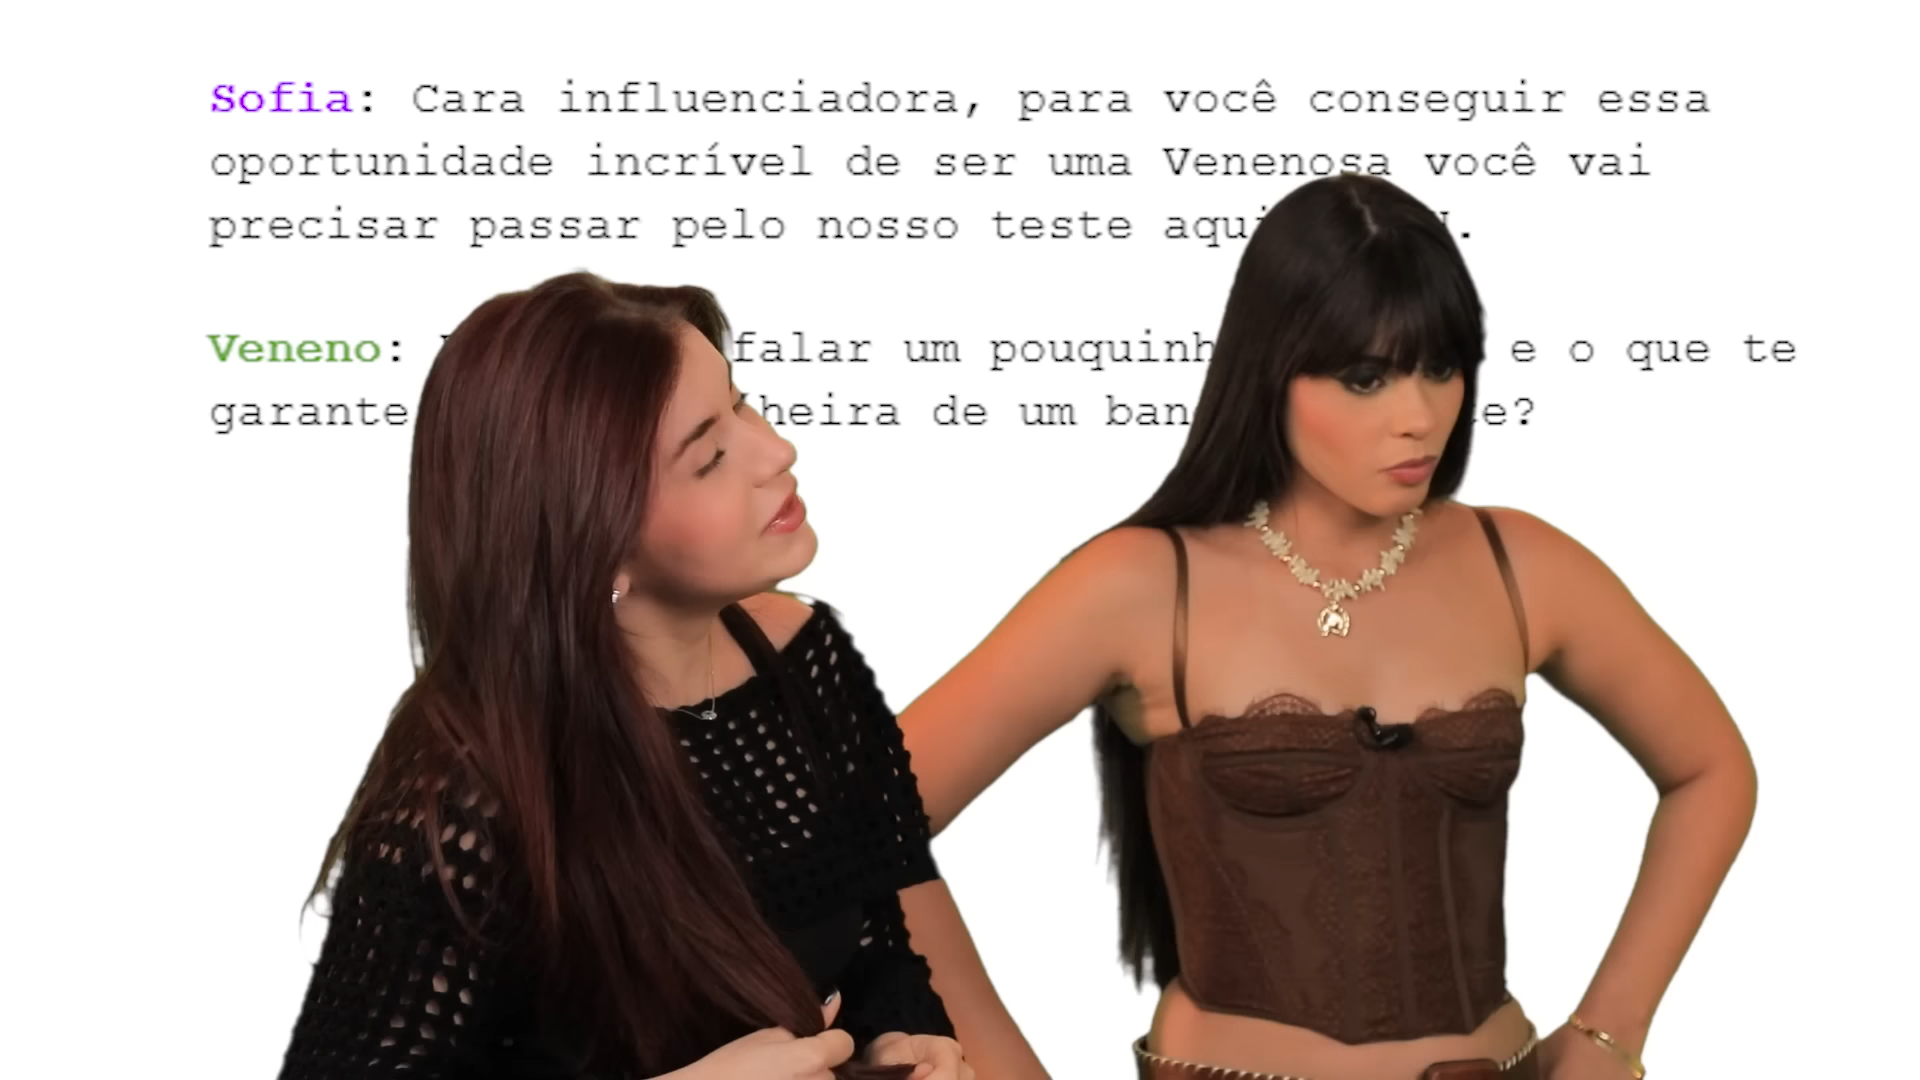 Sofia: Cara influenciadora, para você conseguir essa
oportunidade incrível de ser uma Venenosa você vai
precisar passar pelo nosso teste aqui
Veneno: falar um pouquinh e o que te
garante heira de um ban e?